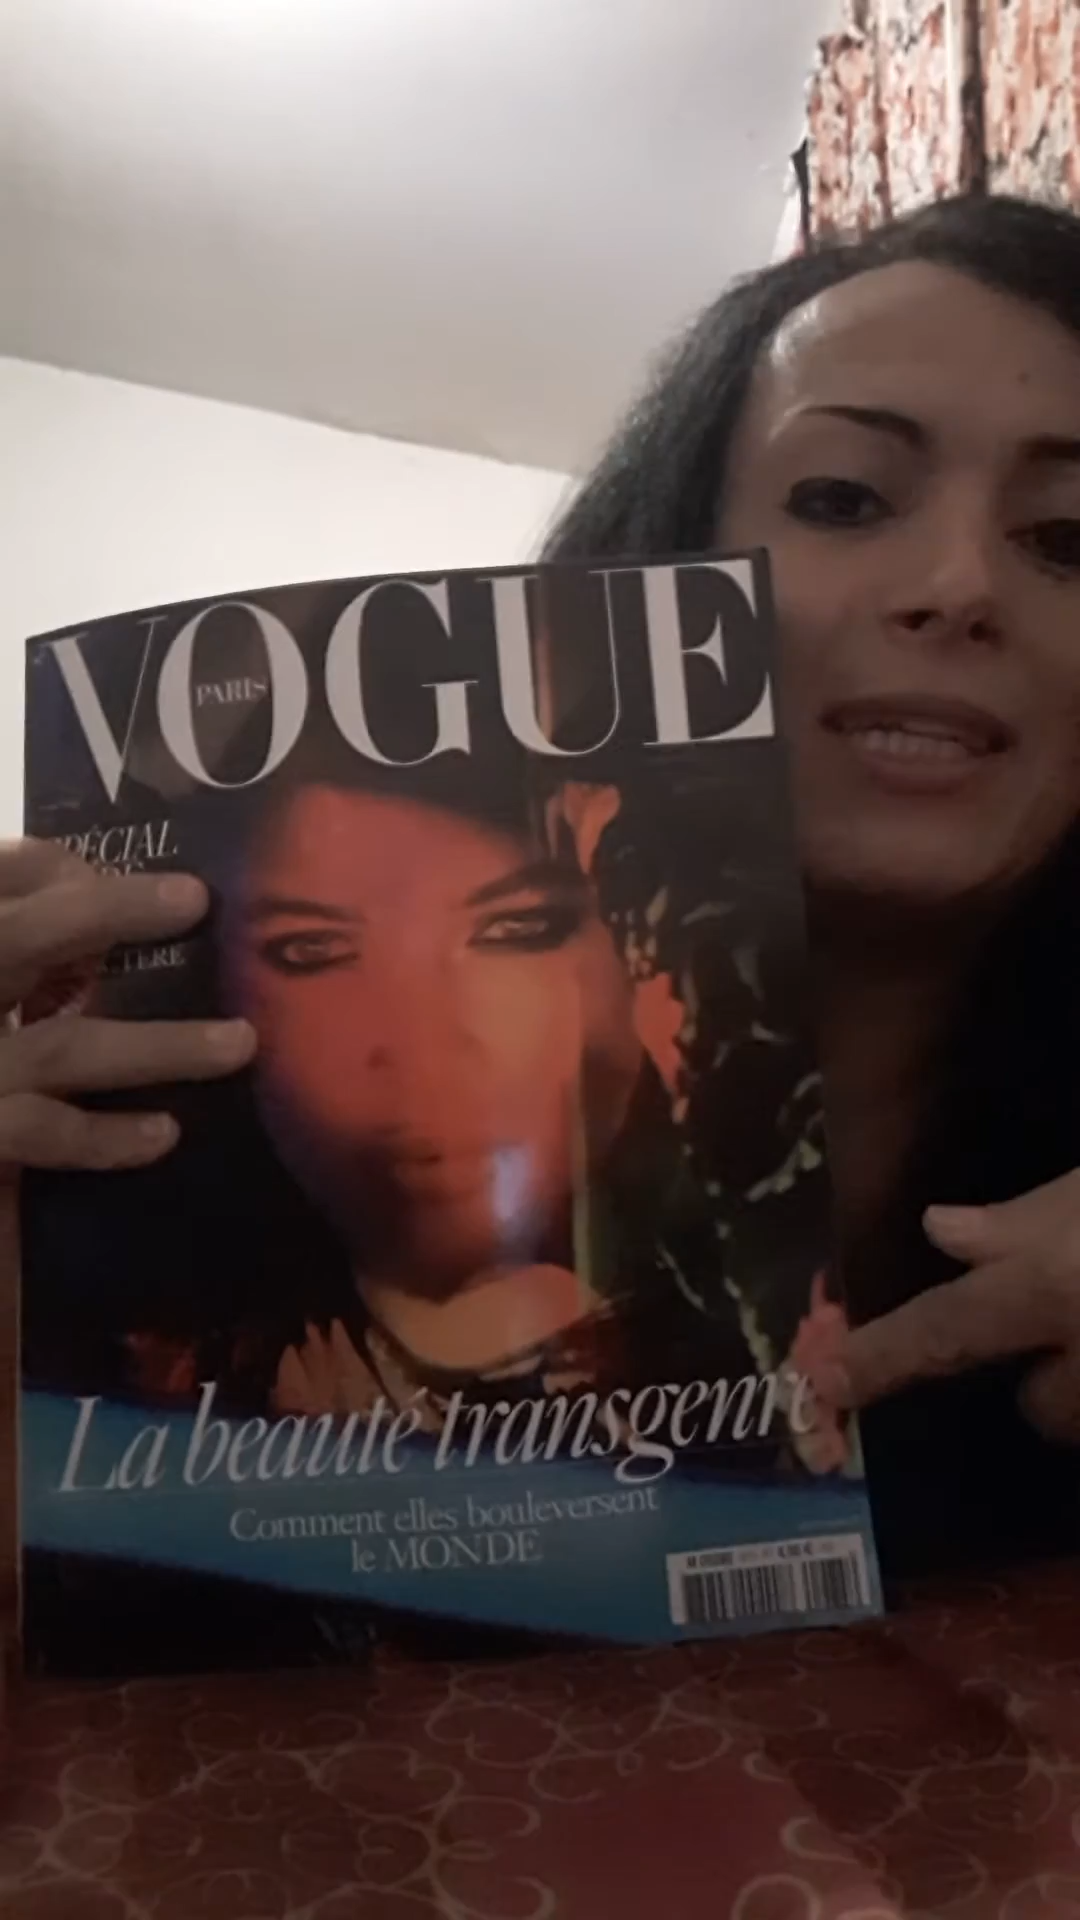 VOGUE
PARIS
SPÉCIAL
La beauté transgenre
Comment elles bouleversent
le MONDE